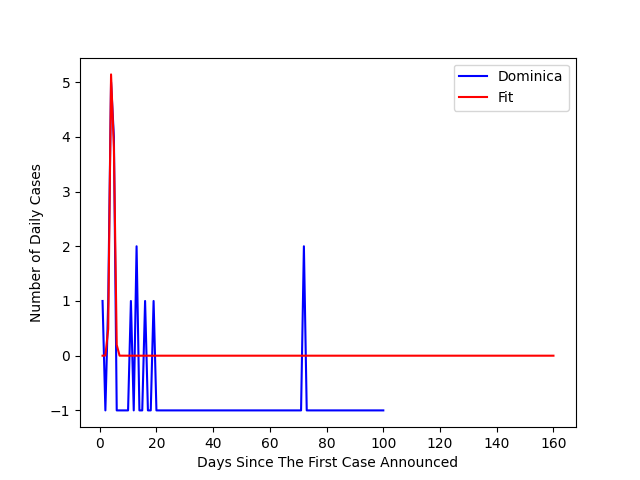 Dominica
Fit
5
4
3
2
1
0
−1
Number of Daily Cases
0 20 40 60 80 100 120 140 160
Days Since The First Case Announced